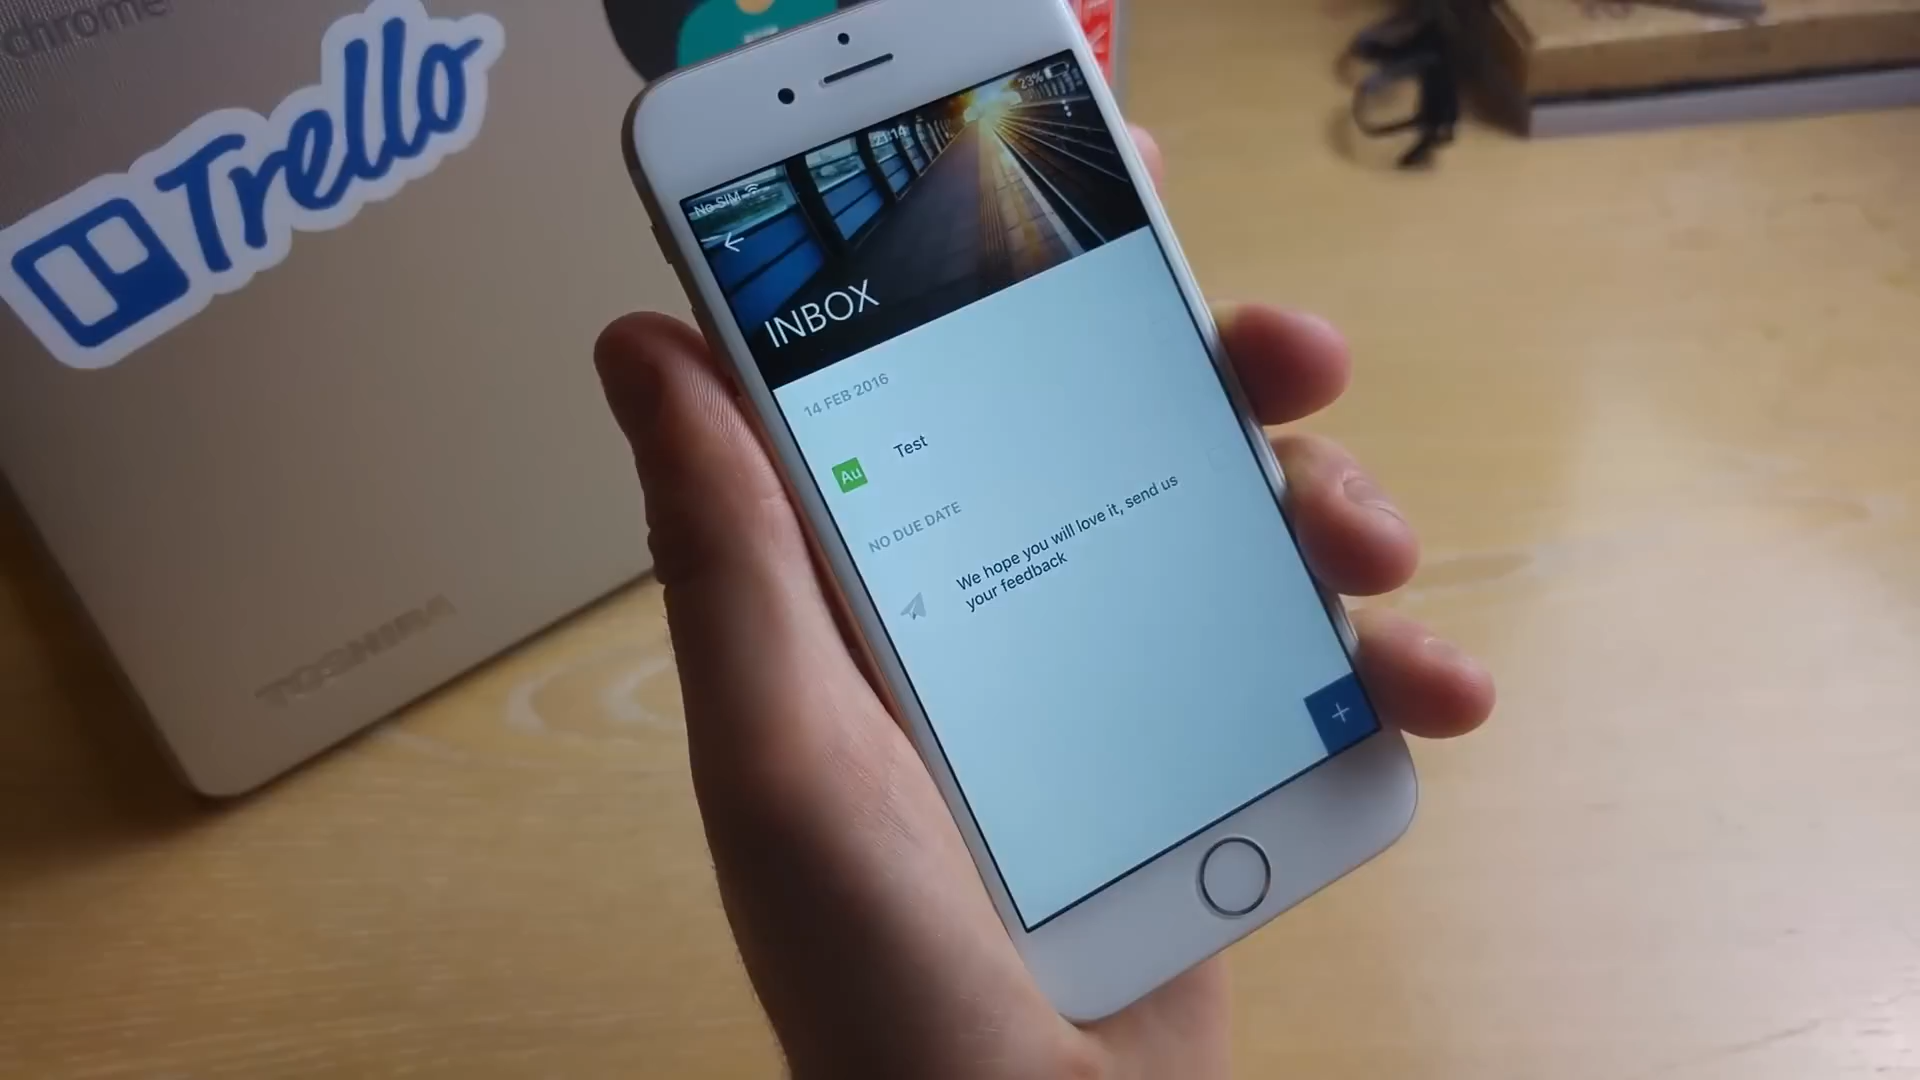 chrome
Trello
23%
21:14
No SIM
INBOX
14 FEB 2016
Au
Test
NO DUE DATE
We hope you will love it, send us
your feedback
+
TOSHIBA